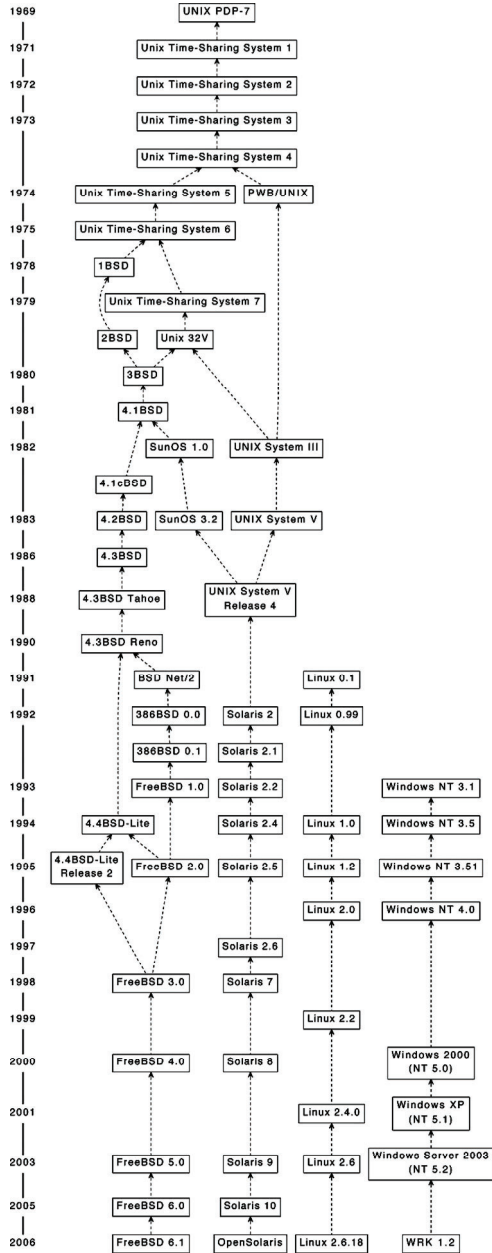 1969 UNIX PDP-7
1971 Unix Time-Sharing System 1
1972 Unix Time-Sharing System 2
1973 Unix Time-Sharing System 3
Unix Time-Sharing System 4
1974 Unix Time-Sharing System 5 PWB/UNIX
1975 Unix Time-Sharing System 6
1978 1BSD
1979 Unix Time-Sharing System 7
2BSD Unix 32V
1980 3BSD
1981 4.1BSD
1982 SunOS 1.0 UNIX System III
4.1cBSD
1983 4.2BSD SunOS 3.2 UNIX System V
1986 4.3BSD
1988 4.3BSD Tahoe UNIX System V
Release 4
1990 4.3BSD Reno
1991 BSD Net/2 Linux 0.1
1992 386BSD 0.0 Solaris 2 Linux 0.99
386BSD 0.1 Solaris 2.1
1993 FreeBSD 1.0 Solaris 2.2 Windows NT 3.1
1994 4.4BSD-Lite Solaris 2.4 Linux 1.0 Windows NT 3.5
1995 4.4BSD-Lite
Release 2 FreeBSD 2.0 Solaris 2.5 Linux 1.2 Windows NT 3.51
1996 Linux 2.0 Windows NT 4.0
1997 Solaris 2.6
1998 FreeBSD 3.0 Solaris 7
1999 Linux 2.2
2000 FreeBSD 4.0 Solaris 8 Windows 2000
(NT 5.0)
2001 Linux 2.4.0 Windows XP
(NT 5.1)
2003 FreeBSD 5.0 Solaris 9 Linux 2.6 Windows Server 2003
(NT 5.2)
2005 FreeBSD 6.0 Solaris 10
2006 FreeBSD 6.1 OpenSolaris Linux 2.6.18 WRK 1.2